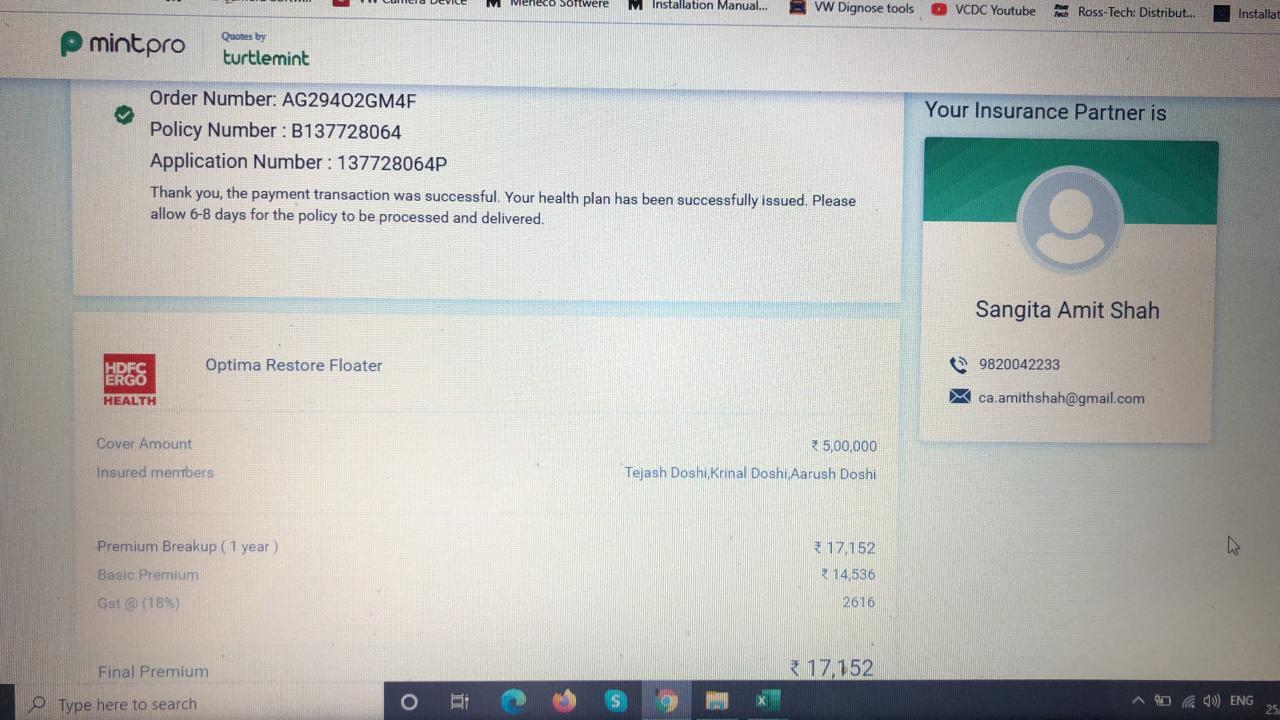 VW Camera Device
Meneco Softwere
Installation Manual...
VW Dignose tools
VCDC Youtube
Ross-Tech: Distribut...
mintpro
Quotes by
turtlemint
Order Number: AG294O2GM4F
Policy Number : B137728064
Application Number : 137728064P
Thank you, the payment transaction was successful. Your health plan has been successfully issued. Please
allow 6-8 days for the policy to be processed and delivered.
Your Insurance Partner is
Sangita Amit Shah
9820042233
ca.amithshah@gmail.com
HDFC
ERGO
HEALTH
Optima Restore Floater
Cover Amount
₹ 5,00,000
Insured members
Tejash Doshi,Krinal Doshi,Aarush Doshi
Premium Breakup ( 1 year )
₹ 17,152
Basic Premium
₹ 14,536
Gst @ (18%)
2616
Final Premium
₹ 17,152
Type here to search
ENG